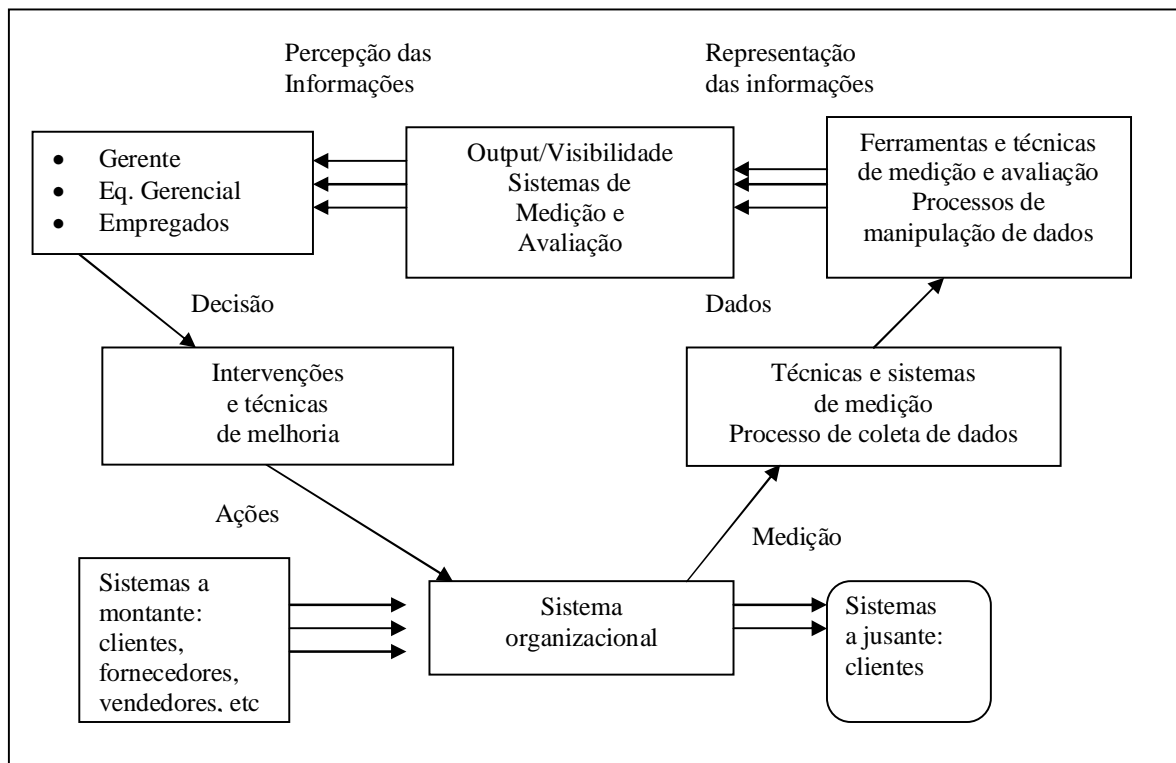 Percepção das
Informações
Representação
das informações
• Gerente
• Eq. Gerencial
• Empregados
Output/Visibilidade
Sistemas de
Medição e
Avaliação
Ferramentas e técnicas
de medição e avaliação
Processos de
manipulação de dados
Decisão
Dados
Intervenções
e técnicas
de melhoria
Técnicas e sistemas
de medição
Processo de coleta de dados
Ações
Medição
Sistemas a
montante:
clientes,
fornecedores,
vendedores, etc
Sistema
organizacional
Sistemas
a jusante:
clientes